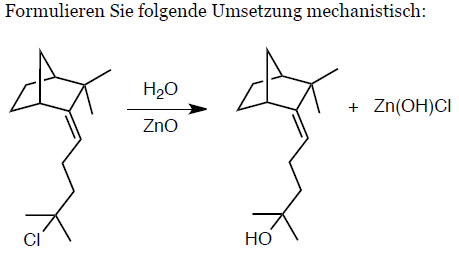 Formulieren Sie folgende Umsetzung mechanistisch:
H₂O
ZnO
+ Zn(OH)Cl
Cl
HO